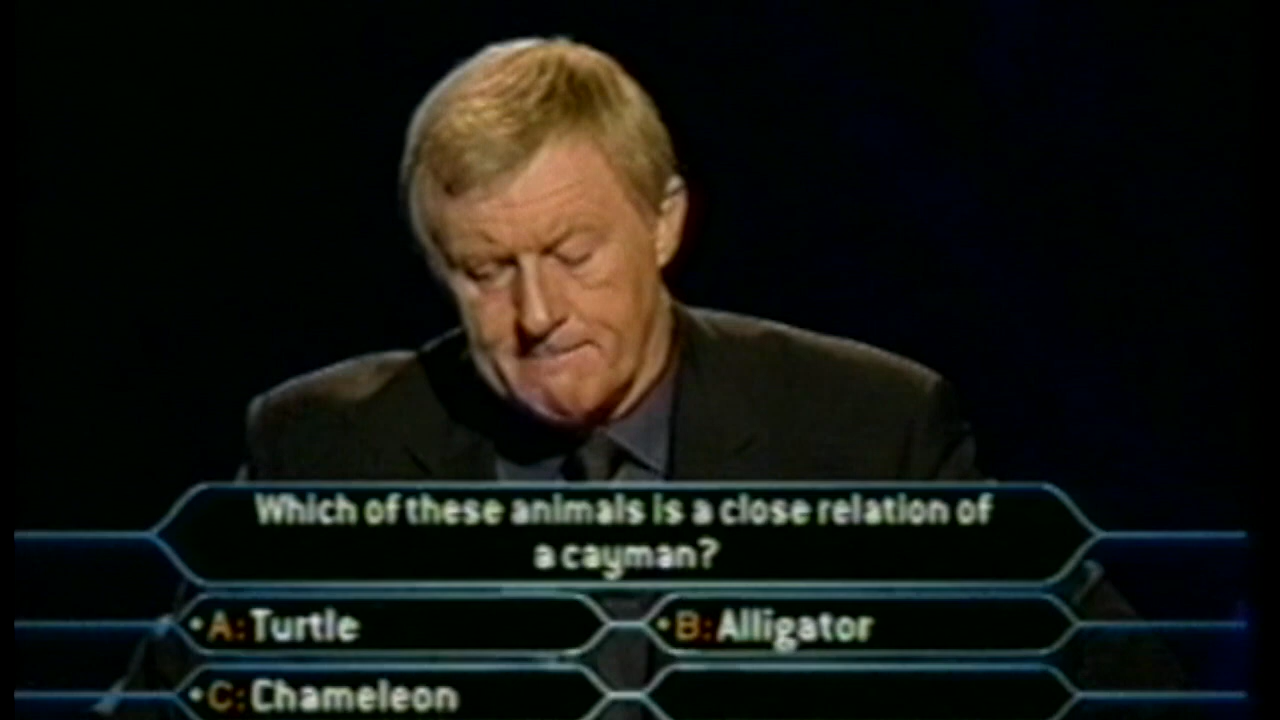 Which of these animals is a close relation of
a cayman?
A: Turtle
B: Alligator
C: Chameleon